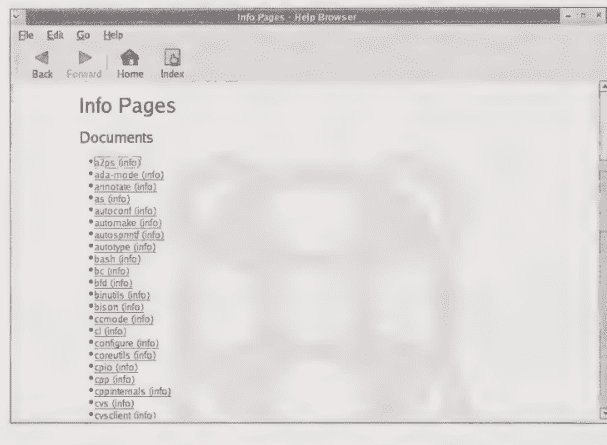 Info Pages - Help Browser
File Edit Go Help
Back Forward Home Index
Info Pages
Documents
a2ps (info)
ada-mode (info)
annotate (info)
as (info)
autoconf (info)
automake (info)
autosprintf (info)
autotype (info)
bash (info)
bc (info)
bfd (info)
binutils (info)
bison (info)
ccmode (info)
cl (info)
configure (info)
coreutils (info)
cpio (info)
cpp (info)
cppinternals (info)
cvs (info)
cvsclient (info)